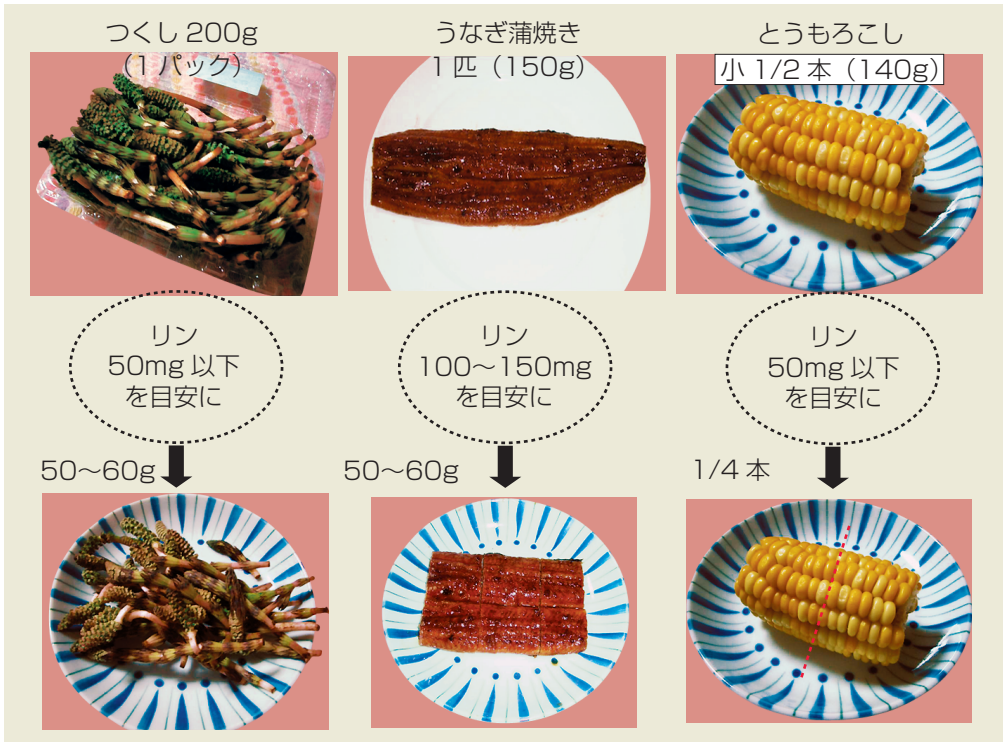 つくし 200g
（1 パック）
うなぎ蒲焼き
1 匹（150g）
とうもろこし
小 1/2 本（140g）
リン
50mg 以下
を目安に
リン
100～150mg
を目安に
リン
50mg 以下
を目安に
50～60g
50～60g
1/4 本